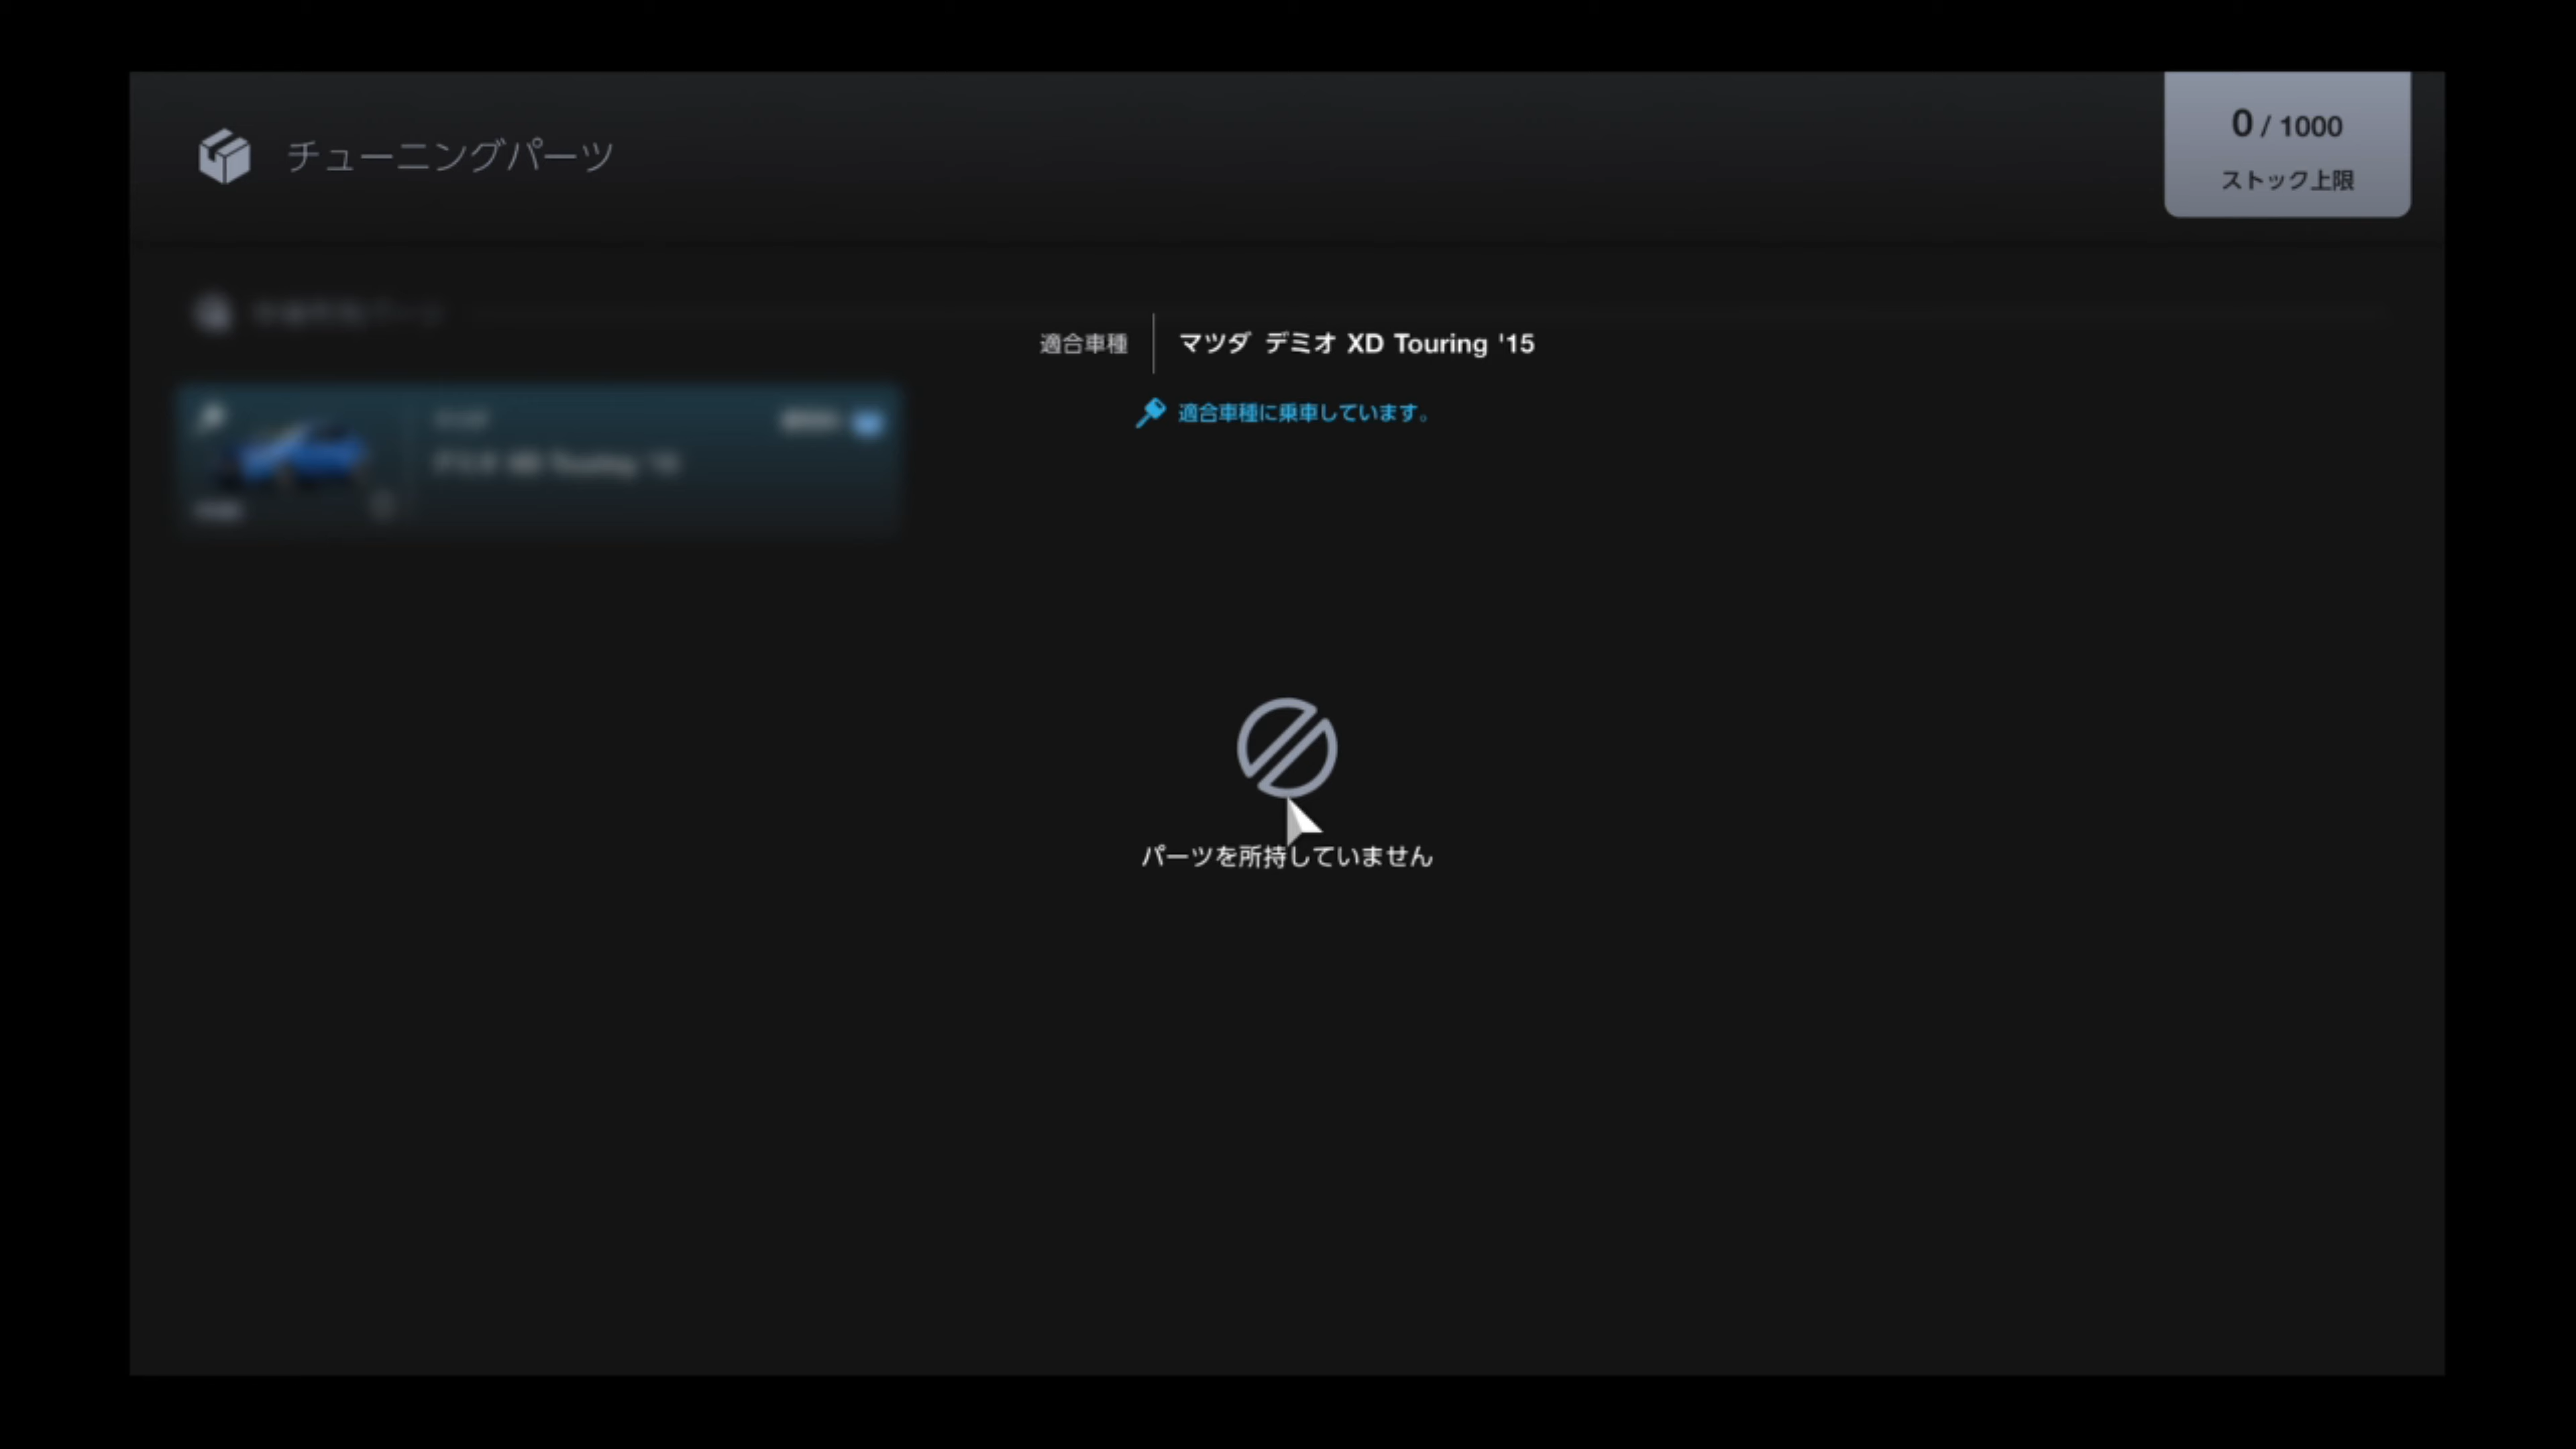 チューニングパーツ
0 / 1000
ストック上限
適合車種
マツダ デミオ XD Touring '15
適合車種に乗車しています。
パーツを所持していません